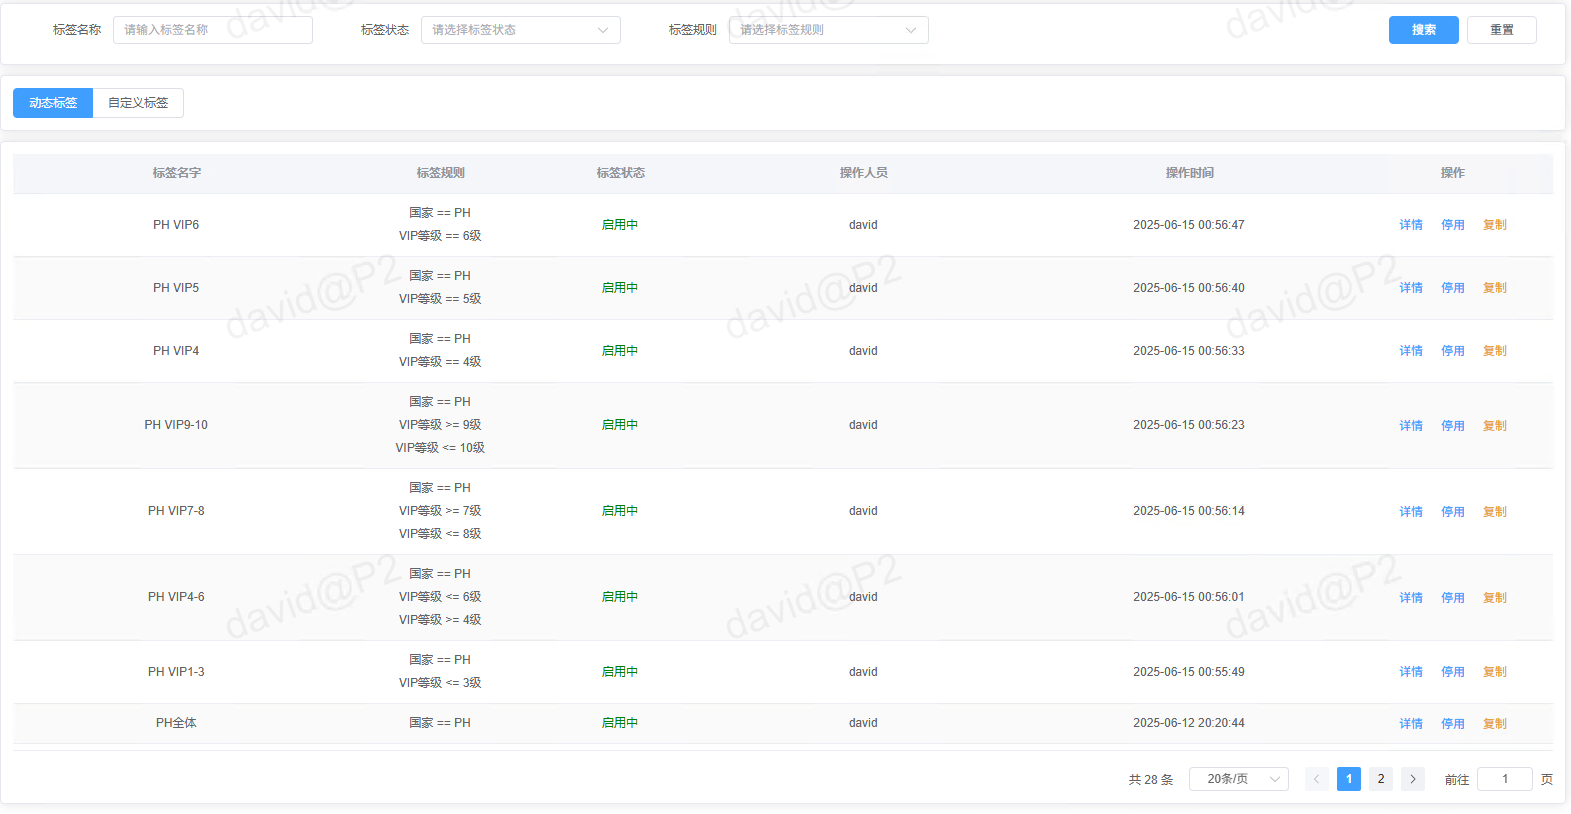 标签名称 请输入标签名称 标签状态 请选择标签状态 标签规则 请选择标签规则 搜索 重置
动态标签 自定义标签
标签名字 标签规则 标签状态 操作人员 操作时间 操作
PH VIP6 国家 == PH VIP等级 == 6级 启用中 david 2025-06-15 00:56:47 详情 停用 复制
PH VIP5 国家 == PH VIP等级 == 5级 启用中 david 2025-06-15 00:56:40 详情 停用 复制
PH VIP4 国家 == PH VIP等级 == 4级 启用中 david 2025-06-15 00:56:33 详情 停用 复制
PH VIP9-10 国家 == PH VIP等级 >= 9级 VIP等级 <= 10级 启用中 david 2025-06-15 00:56:23 详情 停用 复制
PH VIP7-8 国家 == PH VIP等级 >= 7级 VIP等级 <= 8级 启用中 david 2025-06-15 00:56:14 详情 停用 复制
PH VIP4-6 国家 == PH VIP等级 <= 6级 VIP等级 >= 4级 启用中 david 2025-06-15 00:56:01 详情 停用 复制
PH VIP1-3 国家 == PH VIP等级 <= 3级 启用中 david 2025-06-15 00:55:49 详情 停用 复制
PH全体 国家 == PH 启用中 david 2025-06-12 20:20:44 详情 停用 复制
共 28 条 20条/页 1 2 前往 1 页
david@P2 david@P2 david@P2
david@P2 david@P2 david@P2